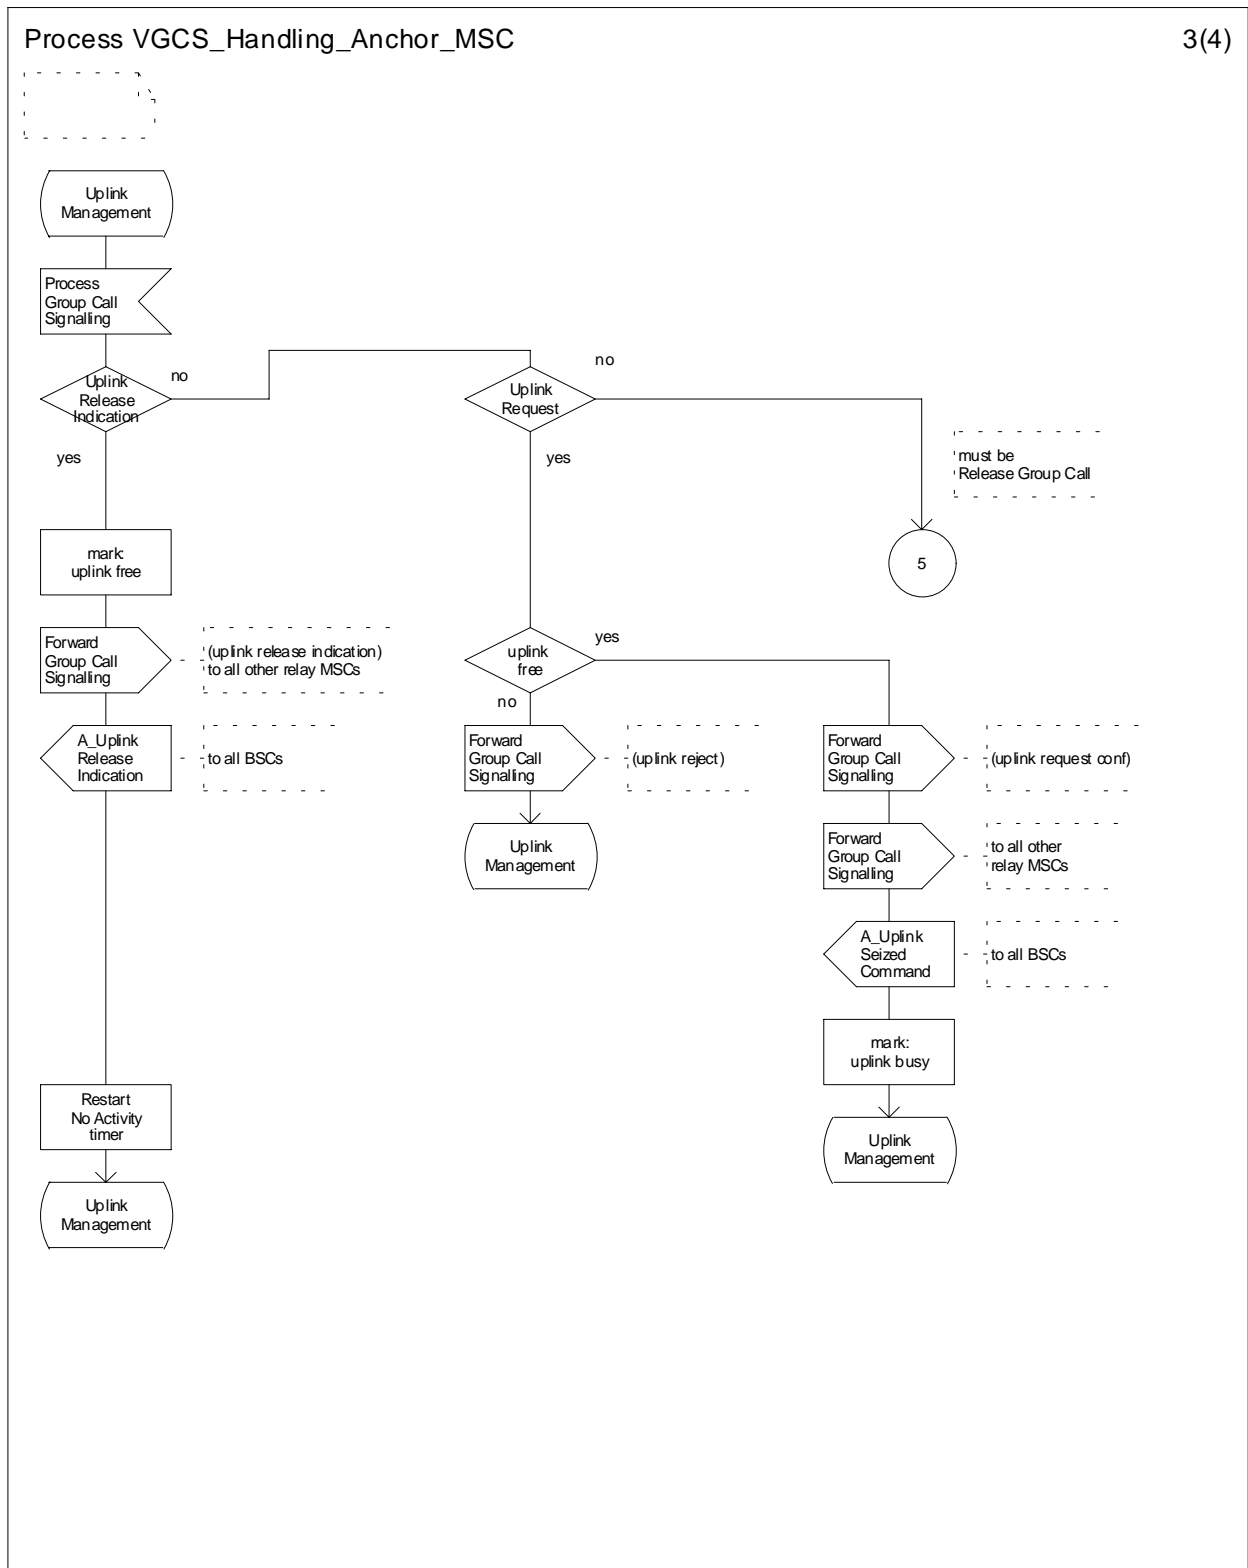 Process VGCS_Handling_Anchor_MSC
3(4)
Uplink
Management
Process
Group Call
Signalling
Uplink
Release
Indication
no
yes
Uplink
Request
no
yes
must be
Release Group Call
5
mark:
uplink free
Forward
Group Call
Signalling
(uplink release indication)
to all other relay MSCs
A_Uplink
Release
Indication
to all BSCs
Restart
No Activity
timer
Uplink
Management
uplink
free
yes
no
Forward
Group Call
Signalling
(uplink reject)
Uplink
Management
Forward
Group Call
Signalling
(uplink request conf)
Forward
Group Call
Signalling
to all other
relay MSCs
A_Uplink
Seized
Command
to all BSCs
mark:
uplink busy
Uplink
Management